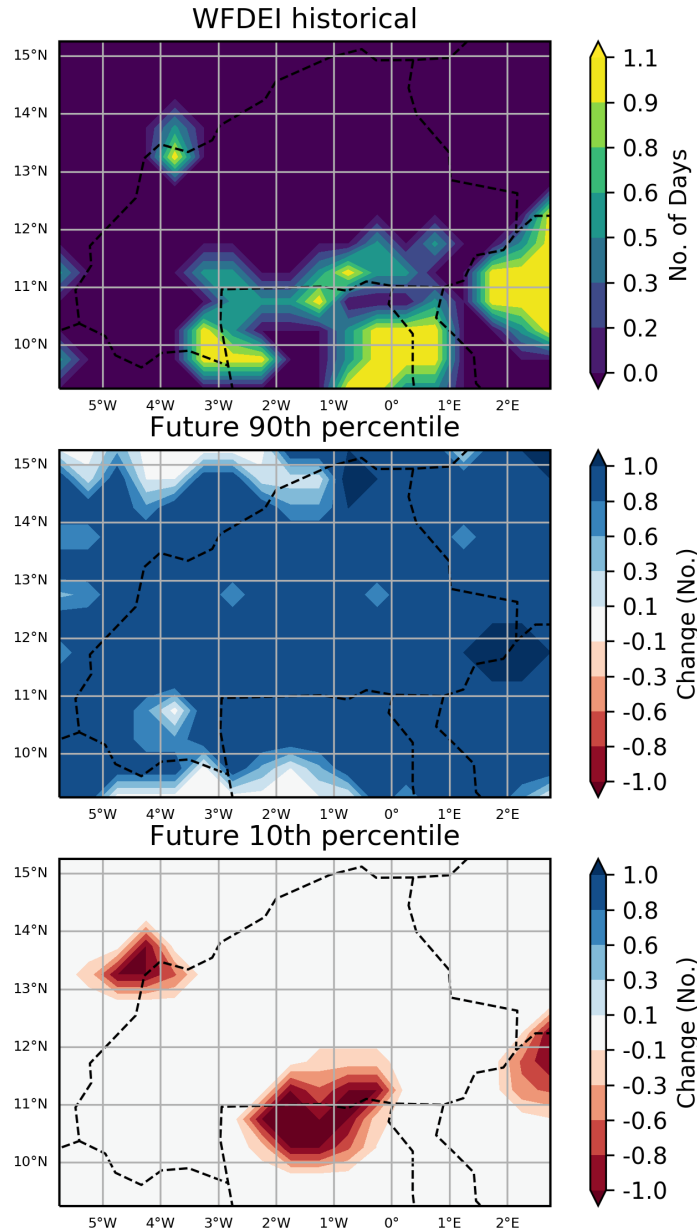 WFDEI historical
15°N
14°N
13°N
12°N
11°N
10°N
5°W 4°W 3°W 2°W 1°W 0° 1°E 2°E
1.1
0.9
0.8
0.6
0.5
0.3
0.2
0.0
No. of Days
Future 90th percentile
15°N
14°N
13°N
12°N
11°N
10°N
5°W 4°W 3°W 2°W 1°W 0° 1°E 2°E
1.0
0.8
0.6
0.3
0.1
-0.1
-0.3
-0.6
-0.8
-1.0
Change (No.)
Future 10th percentile
15°N
14°N
13°N
12°N
11°N
10°N
5°W 4°W 3°W 2°W 1°W 0° 1°E 2°E
1.0
0.8
0.6
0.3
0.1
-0.1
-0.3
-0.6
-0.8
-1.0
Change (No.)